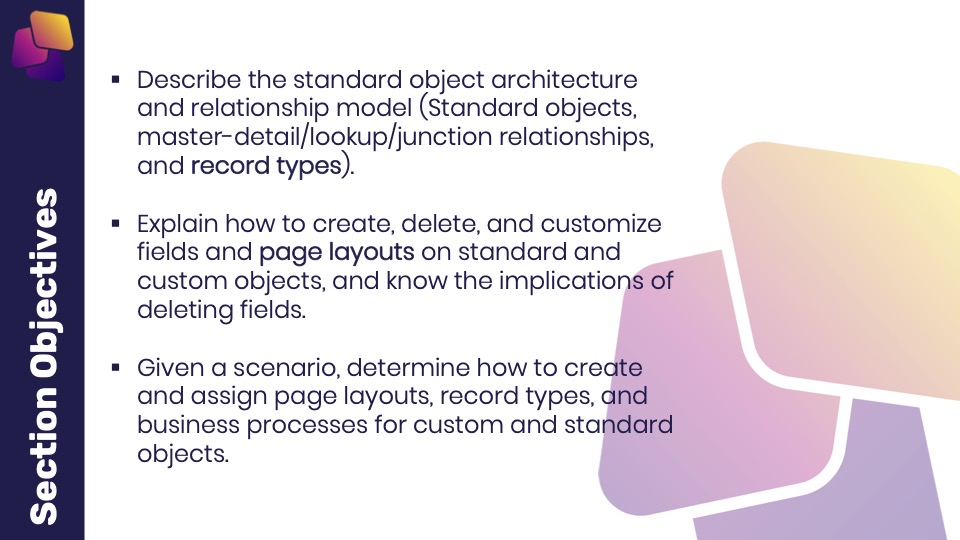 Section Objectives
▪ Describe the standard object architecture
and relationship model (Standard objects,
master-detail/lookup/junction relationships,
and record types).
▪ Explain how to create, delete, and customize
fields and page layouts on standard and
custom objects, and know the implications of
deleting fields.
▪ Given a scenario, determine how to create
and assign page layouts, record types, and
business processes for custom and standard
objects.